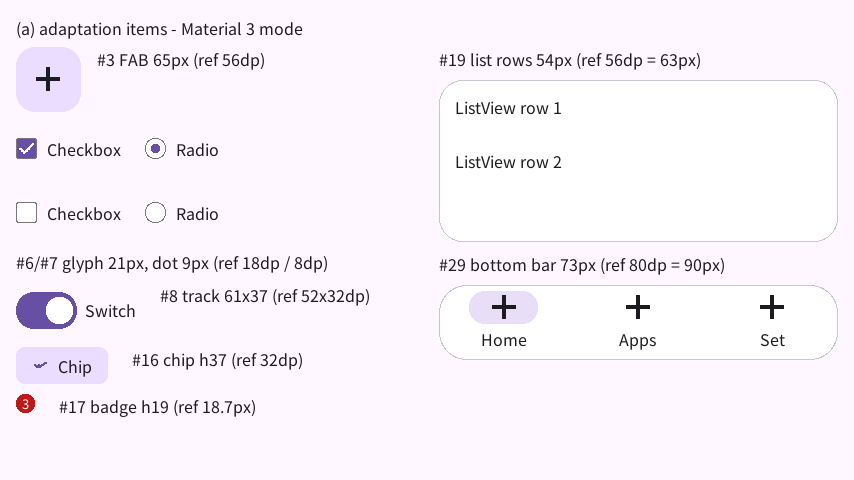 (a) adaptation items - Material 3 mode
#3 FAB 65px (ref 56dp)
Checkbox
Radio
Checkbox
Radio
#6/#7 glyph 21px, dot 9px (ref 18dp / 8dp)
Switch
#8 track 61x37 (ref 52x32dp)
Chip
#16 chip h37 (ref 32dp)
3
#17 badge h19 (ref 18.7px)
#19 list rows 54px (ref 56dp = 63px)
ListView row 1
ListView row 2
#29 bottom bar 73px (ref 80dp = 90px)
Home
Apps
Set